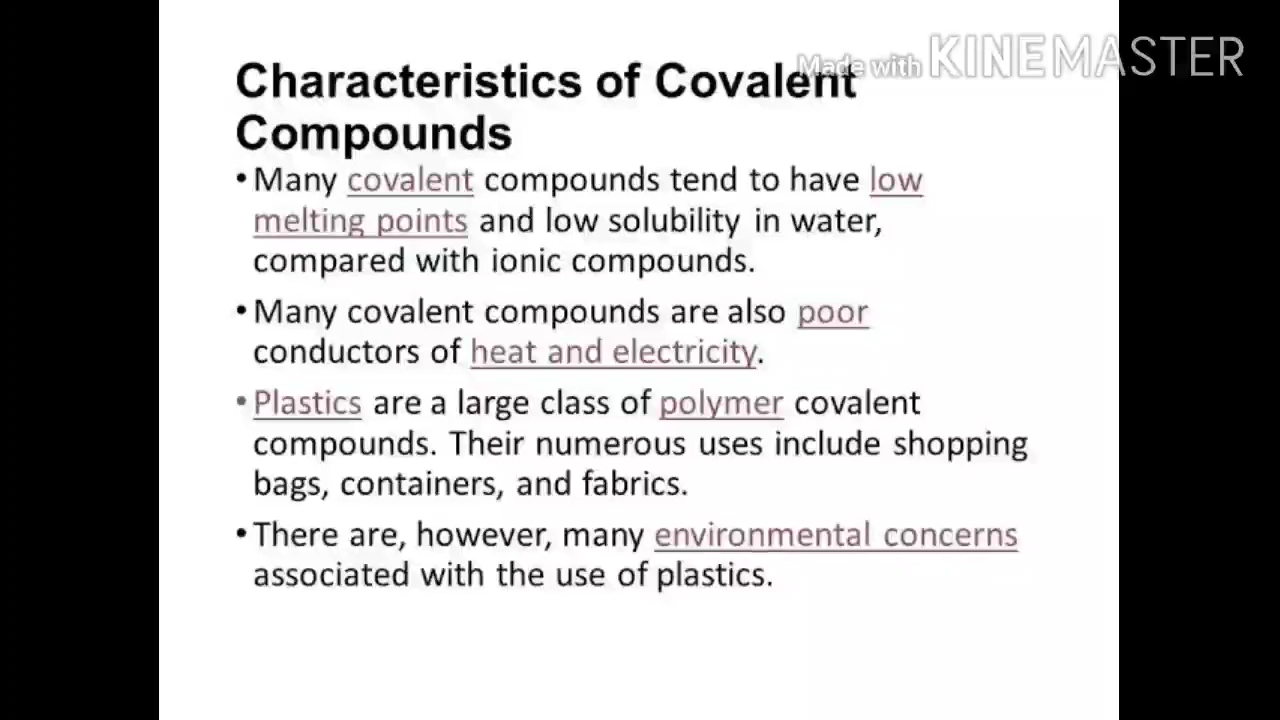 Made with KINEMASTER
Characteristics of Covalent
Compounds
•Many covalent compounds tend to have low
melting points and low solubility in water,
compared with ionic compounds.
•Many covalent compounds are also poor
conductors of heat and electricity.
•Plastics are a large class of polymer covalent
compounds. Their numerous uses include shopping
bags, containers, and fabrics.
•There are, however, many environmental concerns
associated with the use of plastics.